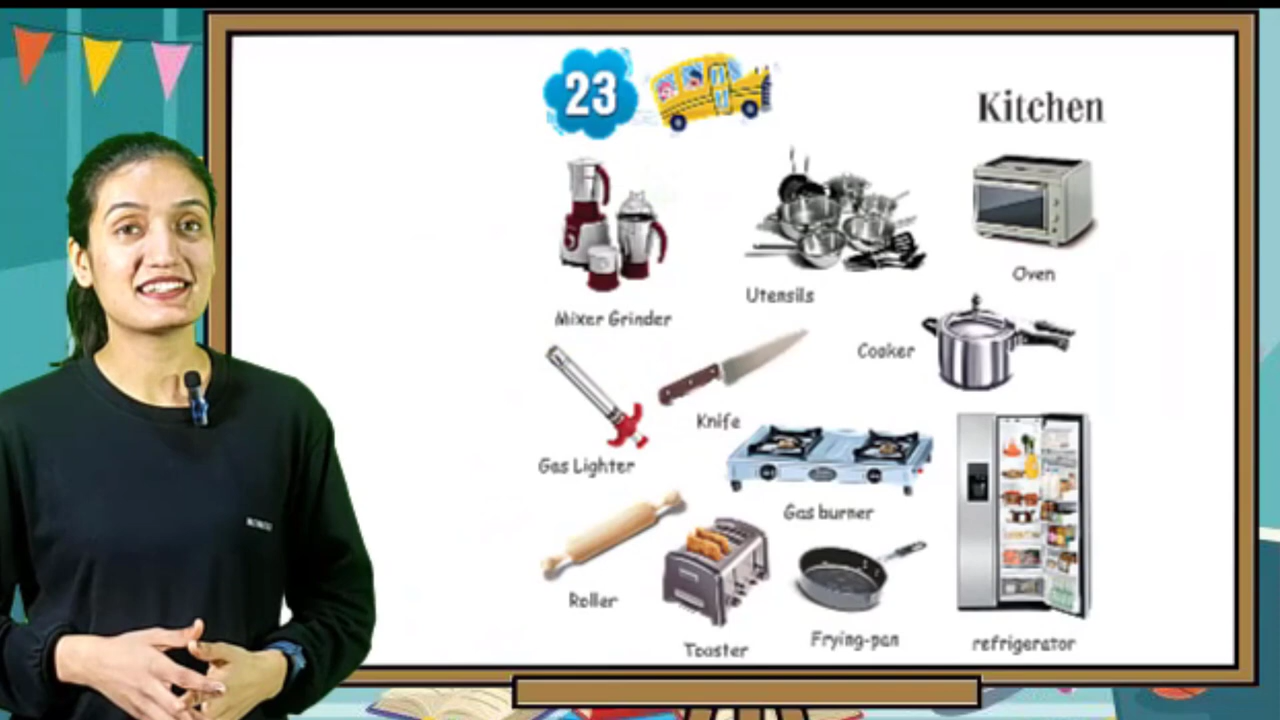 23
Kitchen
Mixer Grinder
Utensils
Oven
Cooker
Knife
Gas Lighter
Gas burner
Roller
Toaster
Frying-pan
refrigerator